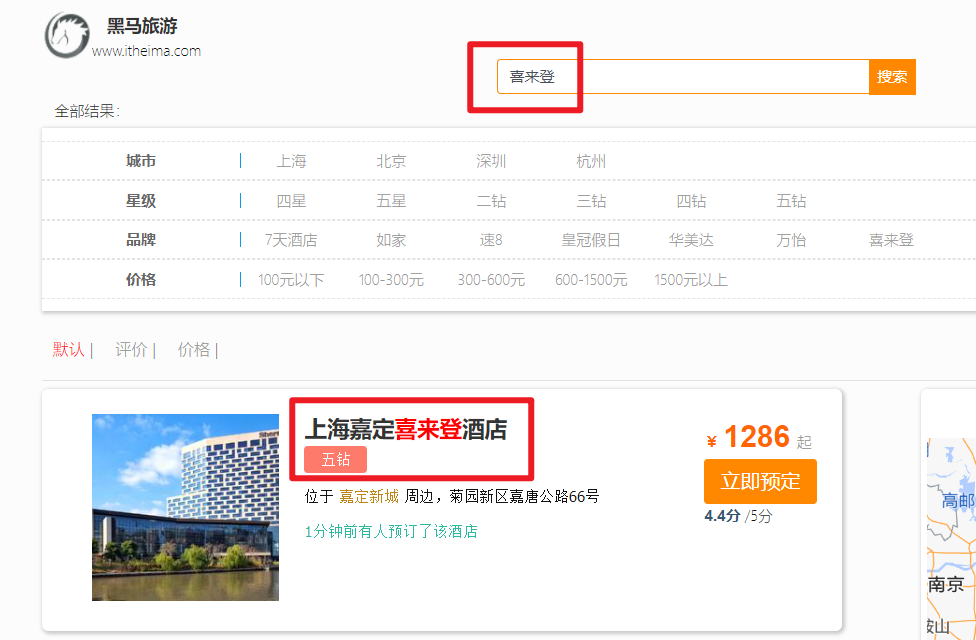 黑马旅游
www.itheima.com
喜来登 搜索
全部结果:
城市 | 上海 北京 深圳 杭州
星级 | 四星 五星 二钻 三钻 四钻 五钻
品牌 | 7天酒店 如家 速8 皇冠假日 华美达 万怡 喜来登
价格 | 100元以下 100-300元 300-600元 600-1500元 1500元以上
默认 | 评价 | 价格 |
上海嘉定喜来登酒店
五钻
位于 嘉定新城 周边，菊园新区嘉唐公路66号
1分钟前有人预订了该酒店
¥ 1286 起
立即预定
4.4分 /5分
高邮
南京